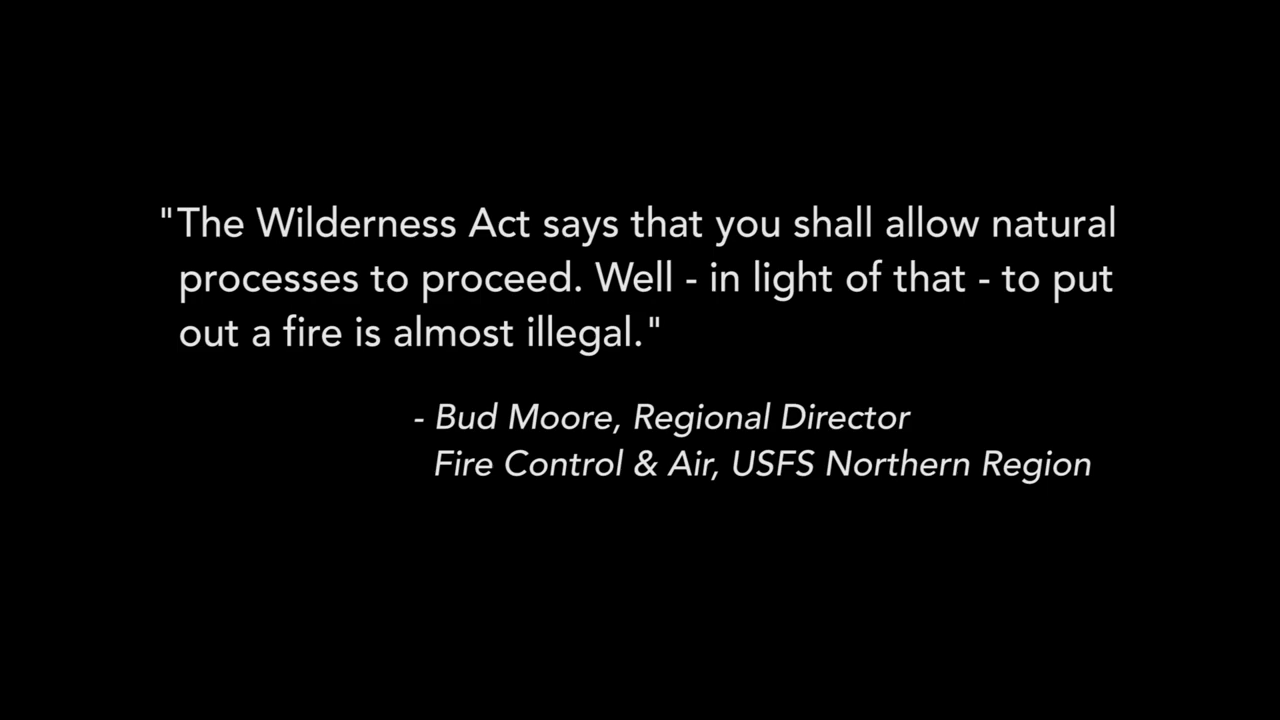 "The Wilderness Act says that you shall allow natural
processes to proceed. Well - in light of that - to put
out a fire is almost illegal."
- Bud Moore, Regional Director
Fire Control & Air, USFS Northern Region